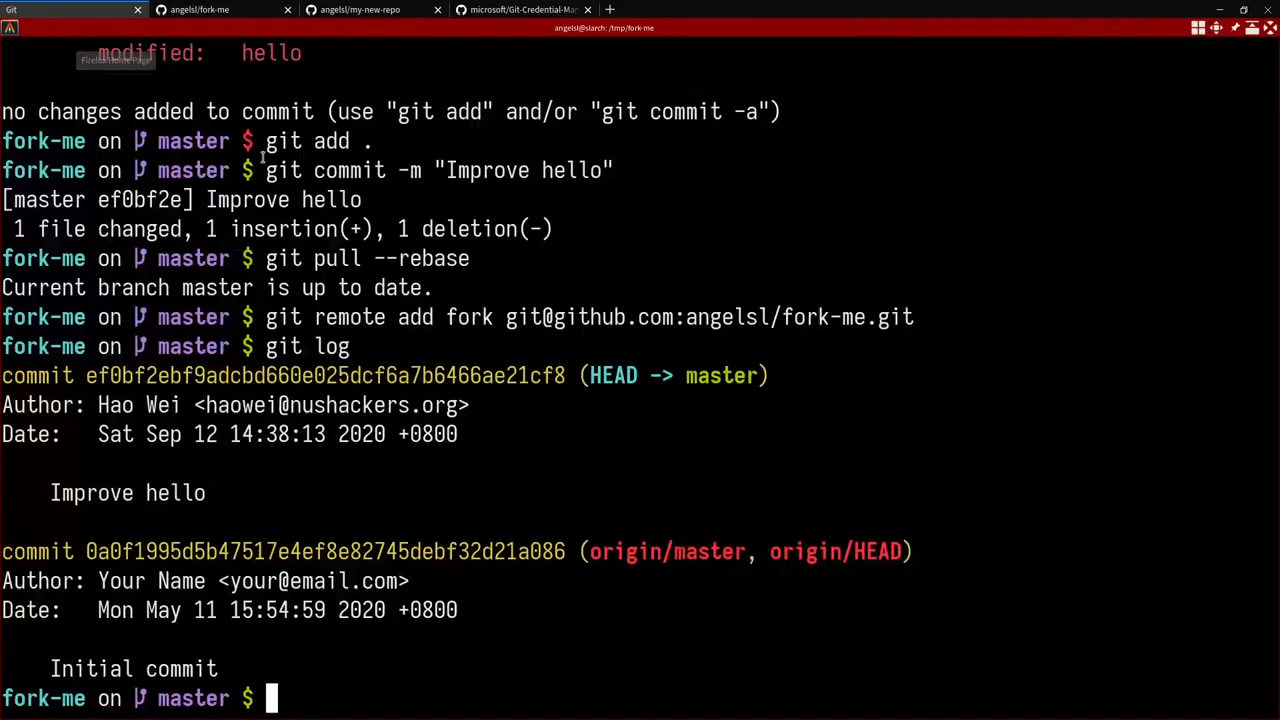 Git
angelsl/fork-me
angelsl/my-new-repo
microsoft/Git-Credential-Ma
angelsl@slarch: /tmp/fork-me
modified:   hello
Firefox Home Page
no changes added to commit (use "git add" and/or "git commit -a")
fork-me on master $ git add .
fork-me on master $ git commit -m "Improve hello"
[master ef0bf2e] Improve hello
1 file changed, 1 insertion(+), 1 deletion(-)
fork-me on master $ git pull --rebase
Current branch master is up to date.
fork-me on master $ git remote add fork git@github.com:angelsl/fork-me.git
fork-me on master $ git log
commit ef0bf2ebf9adcbd660e025dcf6a7b6466ae21cf8 (HEAD -> master)
Author: Hao Wei <haowei@nushackers.org>
Date:   Sat Sep 12 14:38:13 2020 +0800
Improve hello
commit 0a0f1995d5b47517e4ef8e82745debf32d21a086 (origin/master, origin/HEAD)
Author: Your Name <your@email.com>
Date:   Mon May 11 15:54:59 2020 +0800
Initial commit
fork-me on master $